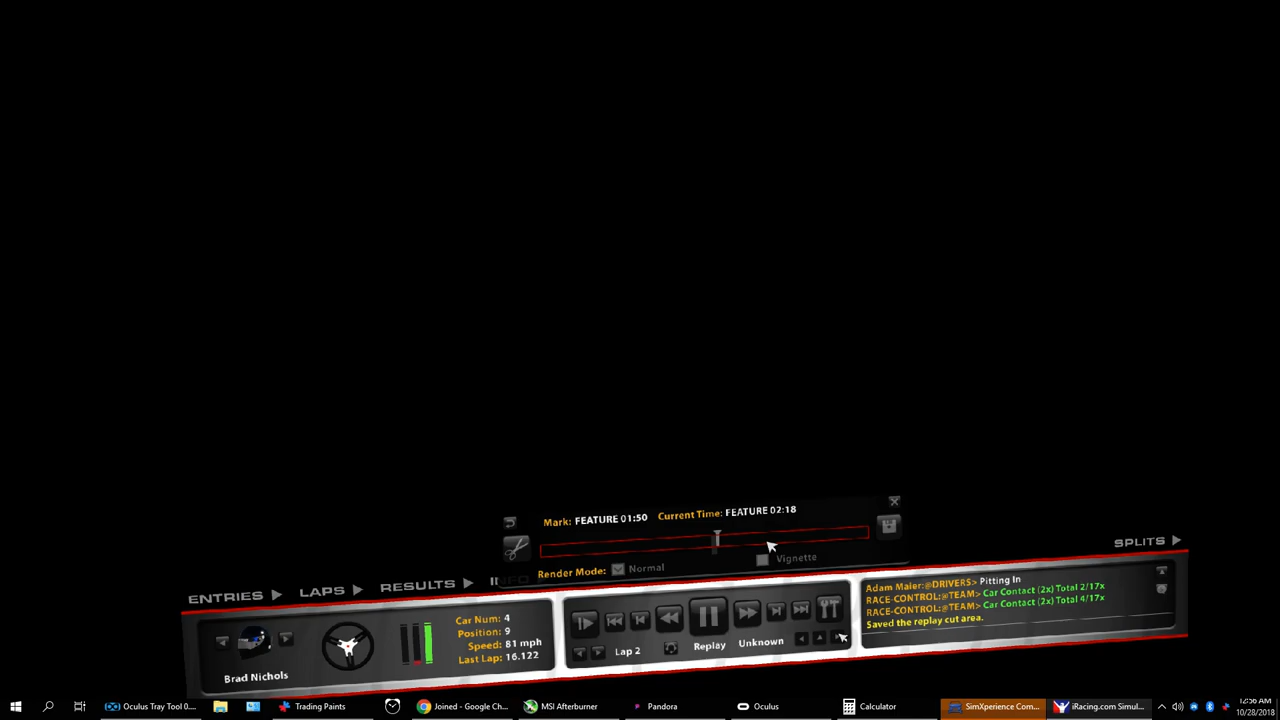 Mark: FEATURE 01:50 Current Time: FEATURE 02:18
Render Mode: Normal Vignette
ENTRIES LAPS RESULTS INFO SPLITS
Brad Nichols
Car Num: 4
Position: 9
Speed: 81 mph
Last Lap: 16.122
Lap 2 Replay Unknown
Adam Maier:@DRIVERS> Pitting In
RACE-CONTROL:@TEAM> Car Contact (2x) Total 2/17x
RACE-CONTROL:@TEAM> Car Contact (2x) Total 4/17x
Saved the replay cut area.
Oculus Tray Tool 0.... Trading Paints Joined - Google Ch... MSI Afterburner Pandora Oculus Calculator SimXperience Com... iRacing.com Simul...
12:56 AM
10/28/2018